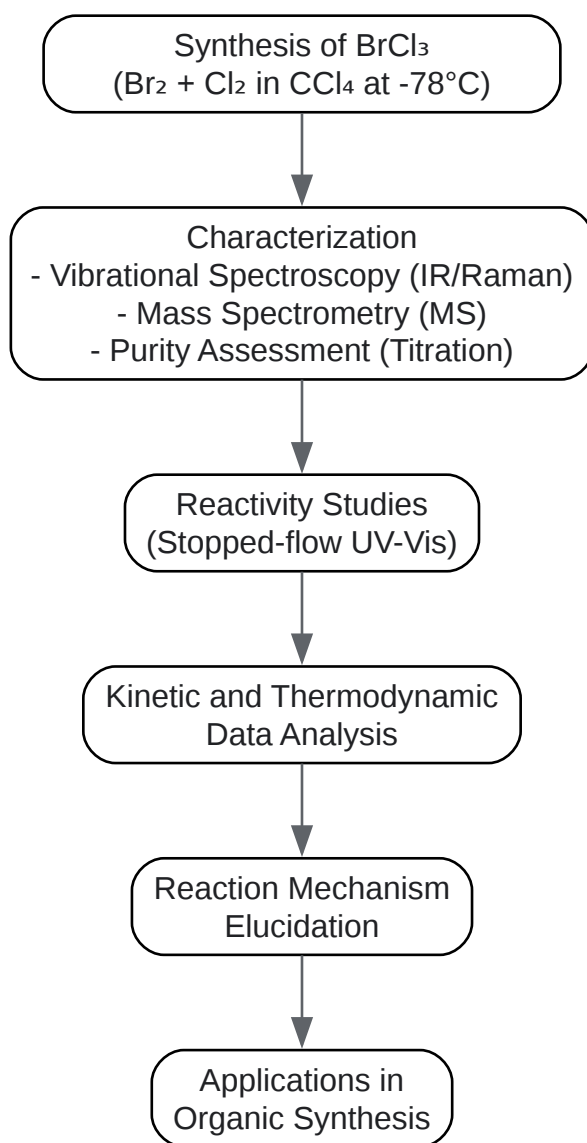 Synthesis of BrCl₃
(Br₂ + Cl₂ in CCl₄ at -78°C)
Characterization
- Vibrational Spectroscopy (IR/Raman)
- Mass Spectrometry (MS)
- Purity Assessment (Titration)
Reactivity Studies
(Stopped-flow UV-Vis)
Kinetic and Thermodynamic
Data Analysis
Reaction Mechanism
Elucidation
Applications in
Organic Synthesis